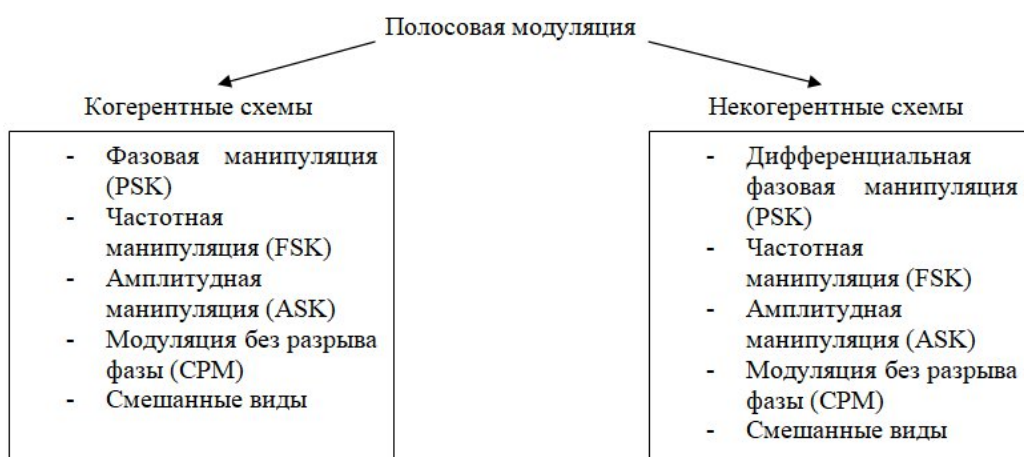 Полосовая модуляция
Когерентные схемы
- Фазовая манипуляция
(PSK)
- Частотная
манипуляция (FSK)
- Амплитудная
манипуляция (ASK)
- Модуляция без разрыва
фазы (CPM)
- Смешанные виды
Некогерентные схемы
- Дифференциальная
фазовая манипуляция
(PSK)
- Частотная
манипуляция (FSK)
- Амплитудная
манипуляция (ASK)
- Модуляция без разрыва
фазы (CPM)
- Смешанные виды